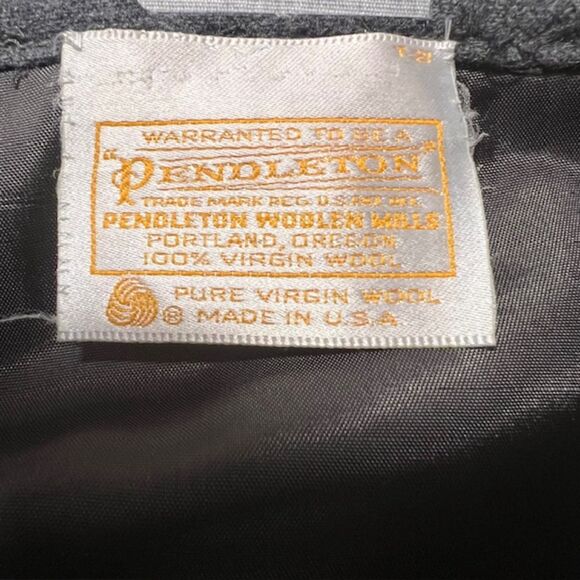 WARRANTED TO BE A
"PENDLETON"
TRADE MARK REG. U.S. PAT. OFF.
PENDLETON WOOLEN MILLS
PORTLAND, OREGON
100% VIRGIN WOOL
PURE VIRGIN WOOL
® MADE IN U.S.A